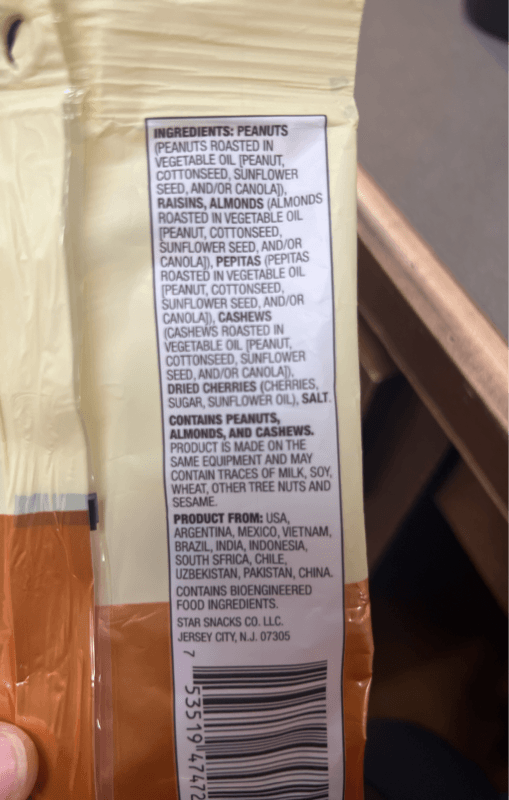 INGREDIENTS: PEANUTS
(PEANUTS ROASTED IN
VEGETABLE OIL [PEANUT,
COTTONSEED, SUNFLOWER
SEED, AND/OR CANOLA]),
RAISINS, ALMONDS (ALMONDS
ROASTED IN VEGETABLE OIL
[PEANUT, COTTONSEED,
SUNFLOWER SEED, AND/OR
CANOLA]), PEPITAS (PEPITAS
ROASTED IN VEGETABLE OIL
[PEANUT, COTTONSEED,
SUNFLOWER SEED, AND/OR
CANOLA]), CASHEWS
(CASHEWS ROASTED IN
VEGETABLE OIL [PEANUT,
COTTONSEED, SUNFLOWER
SEED, AND/OR CANOLA]),
DRIED CHERRIES (CHERRIES,
SUGAR, SUNFLOWER OIL), SALT.
CONTAINS PEANUTS,
ALMONDS, AND CASHEWS.
PRODUCT IS MADE ON THE
SAME EQUIPMENT AND MAY
CONTAIN TRACES OF MILK, SOY,
WHEAT, OTHER TREE NUTS AND
SESAME.
PRODUCT FROM: USA,
ARGENTINA, MEXICO, VIETNAM,
BRAZIL, INDIA, INDONESIA,
SOUTH SFRICA, CHILE,
UZBEKISTAN, PAKISTAN, CHINA.
CONTAINS BIOENGINEERED
FOOD INGREDIENTS.
STAR SNACKS CO. LLC.
JERSEY CITY, N.J. 07305
7 53519 47472